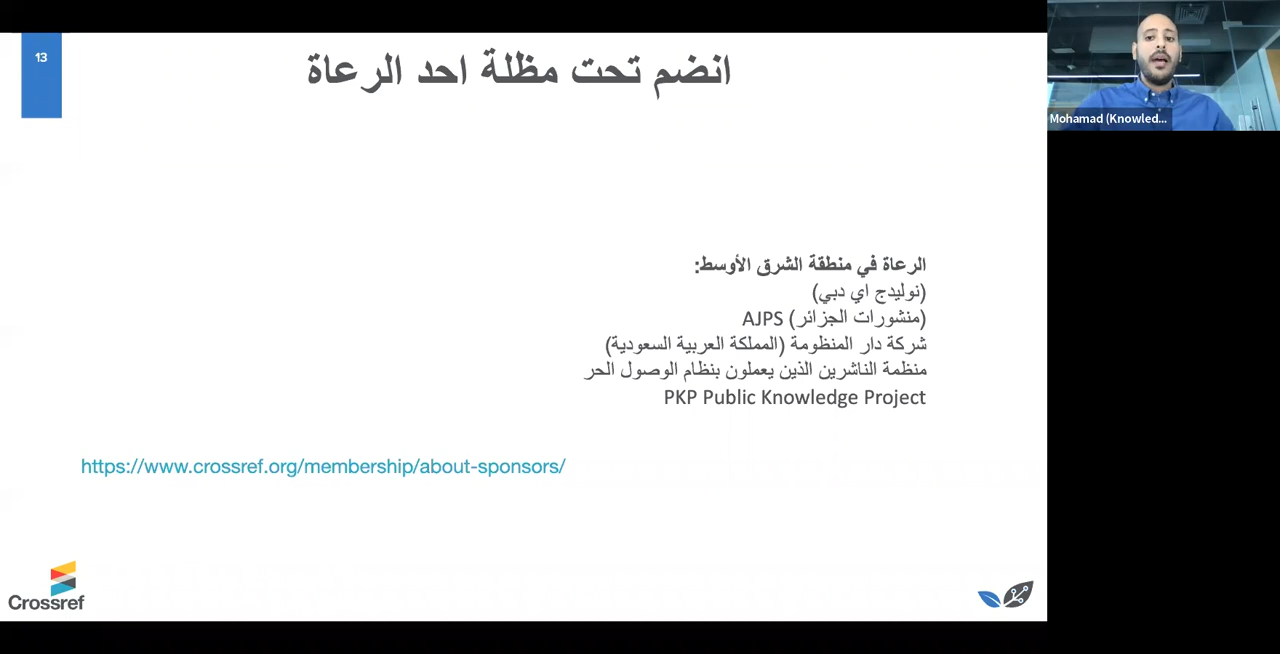 13
انضم تحت مظلة احد الرعاة
Mohamad (Knowled...
الرعاة في منطقة الشرق الأوسط:
(نوليدج اي دبي)
AJPS (منشورات الجزائر)
شركة دار المنظومة (المملكة العربية السعودية)
منظمة الناشرين الذين يعملون بنظام الوصول الحر
PKP Public Knowledge Project
https://www.crossref.org/membership/about-sponsors/
Crossref